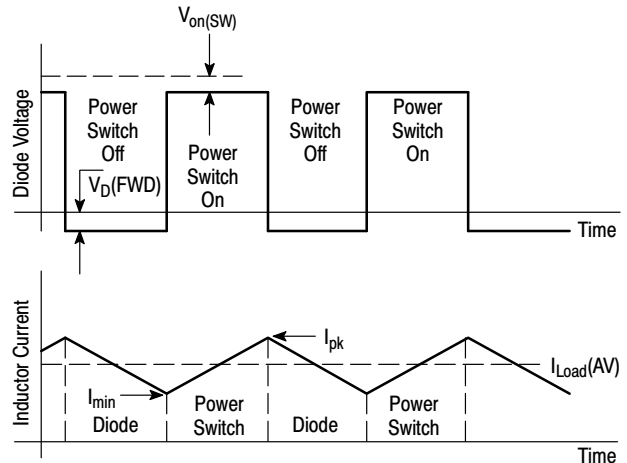 Von(SW)
Diode Voltage
Power
Switch
Off
Power
Switch
On
Power
Switch
Off
Power
Switch
On
VD(FWD)
Time
Inductor Current
Ipk
ILoad(AV)
Imin
Diode
Power
Switch
Diode
Power
Switch
Time